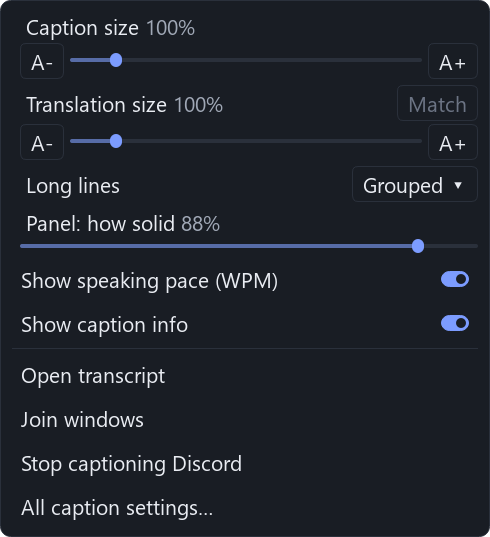 Caption size 100%
A- A+
Translation size 100% Match
A- A+
Long lines Grouped ▾
Panel: how solid 88%
Show speaking pace (WPM)
Show caption info
Open transcript
Join windows
Stop captioning Discord
All caption settings...